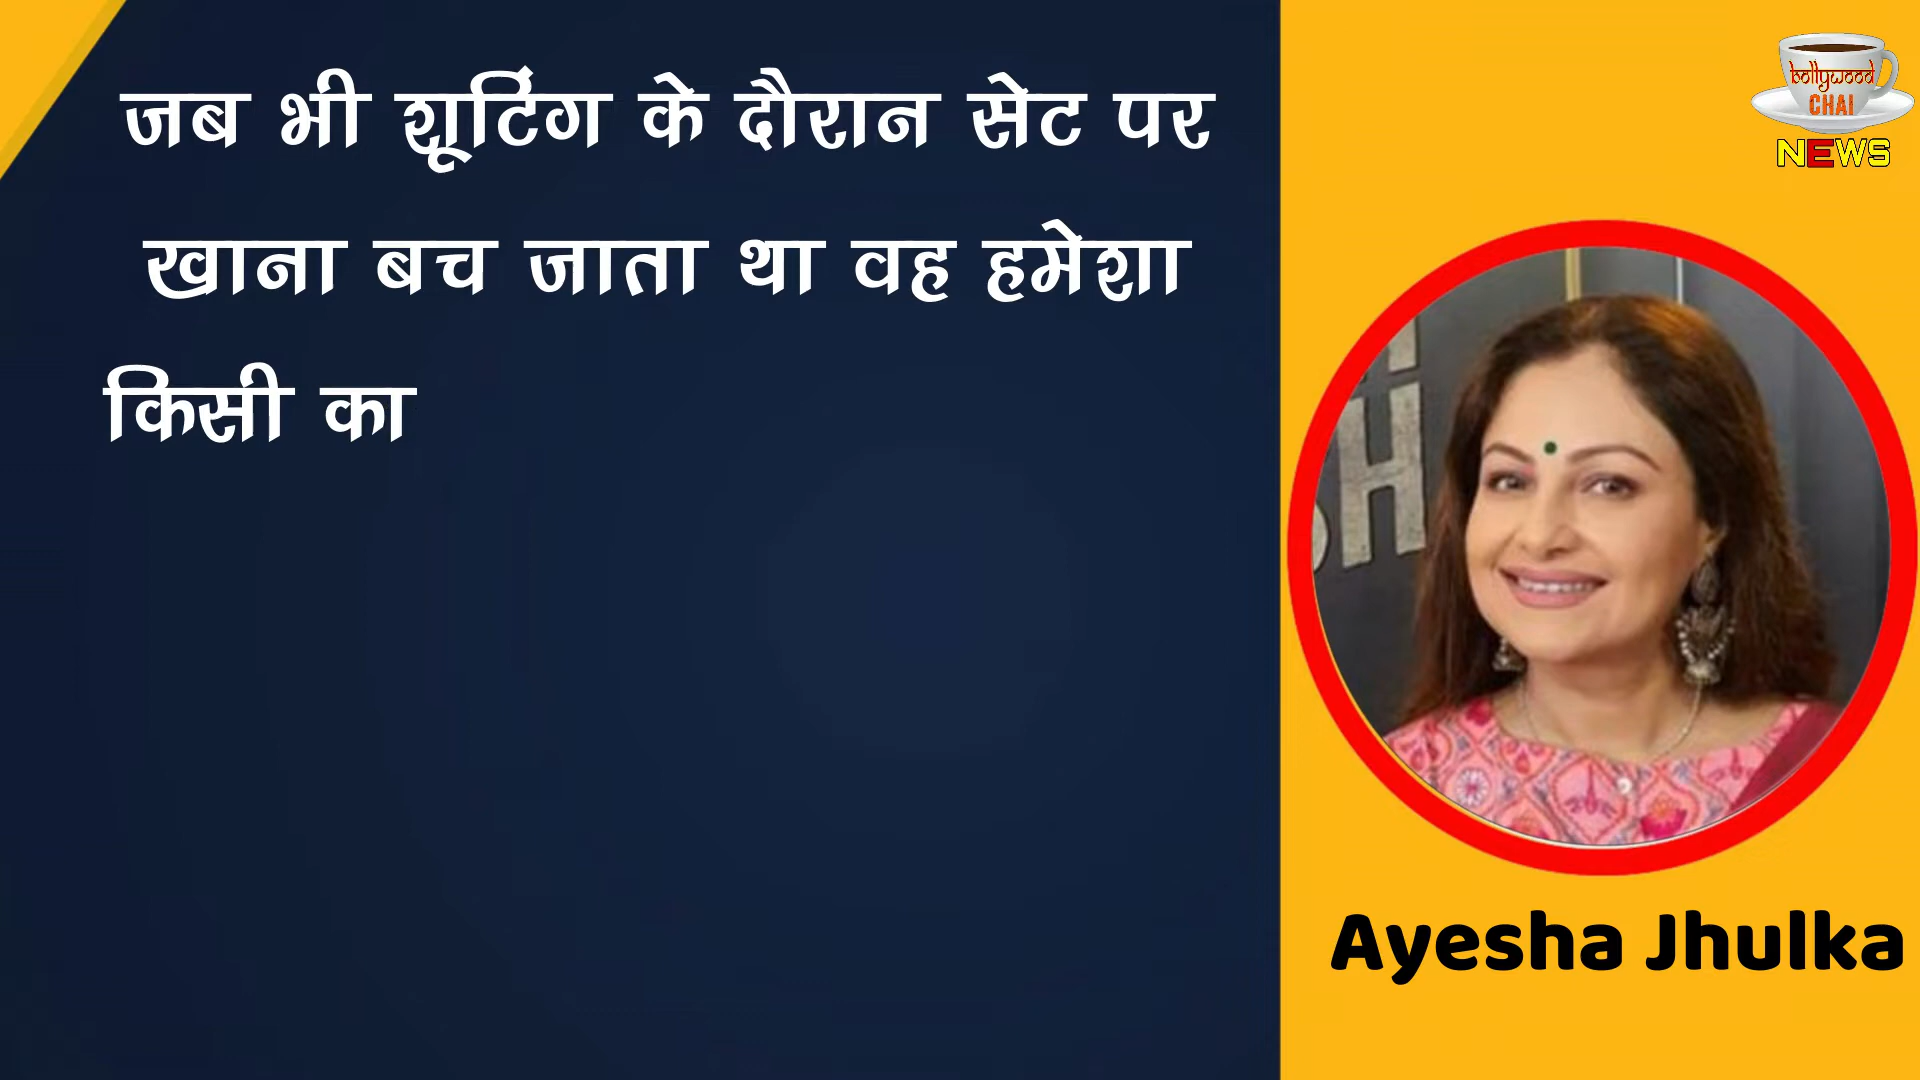 जब भी शूटिंग के दौरान सेट पर
खाना बच जाता था वह हमेशा
किसी का
bollywood
CHAI
NEWS
Ayesha Jhulka